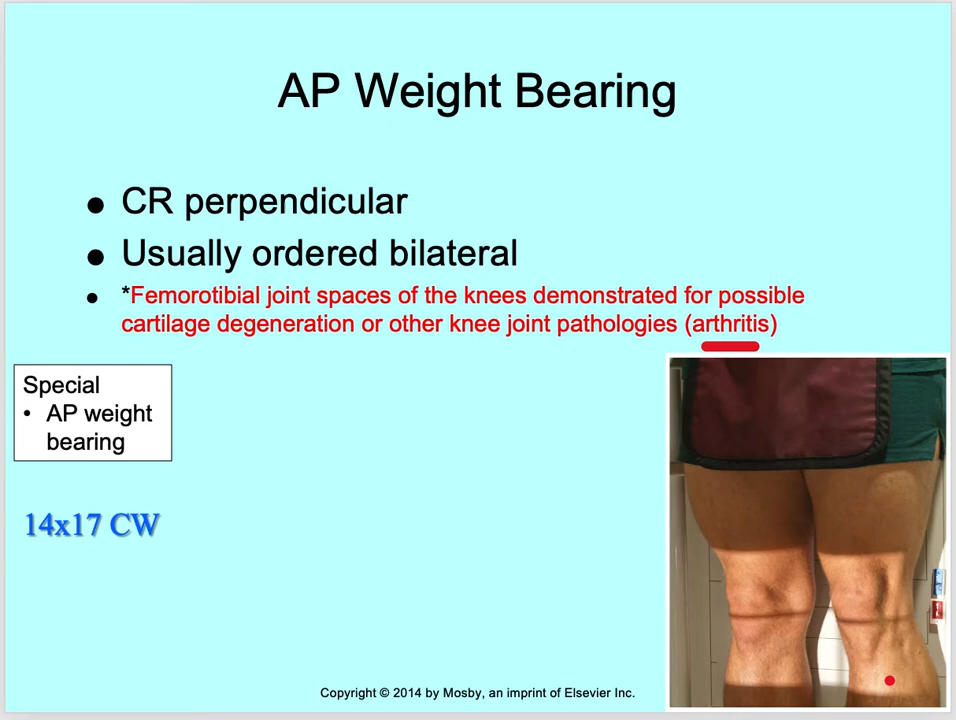 AP Weight Bearing
• CR perpendicular
• Usually ordered bilateral
• *Femorotibial joint spaces of the knees demonstrated for possible
cartilage degeneration or other knee joint pathologies (arthritis)
Special
• AP weight
bearing
14x17 CW
Copyright © 2014 by Mosby, an imprint of Elsevier Inc.